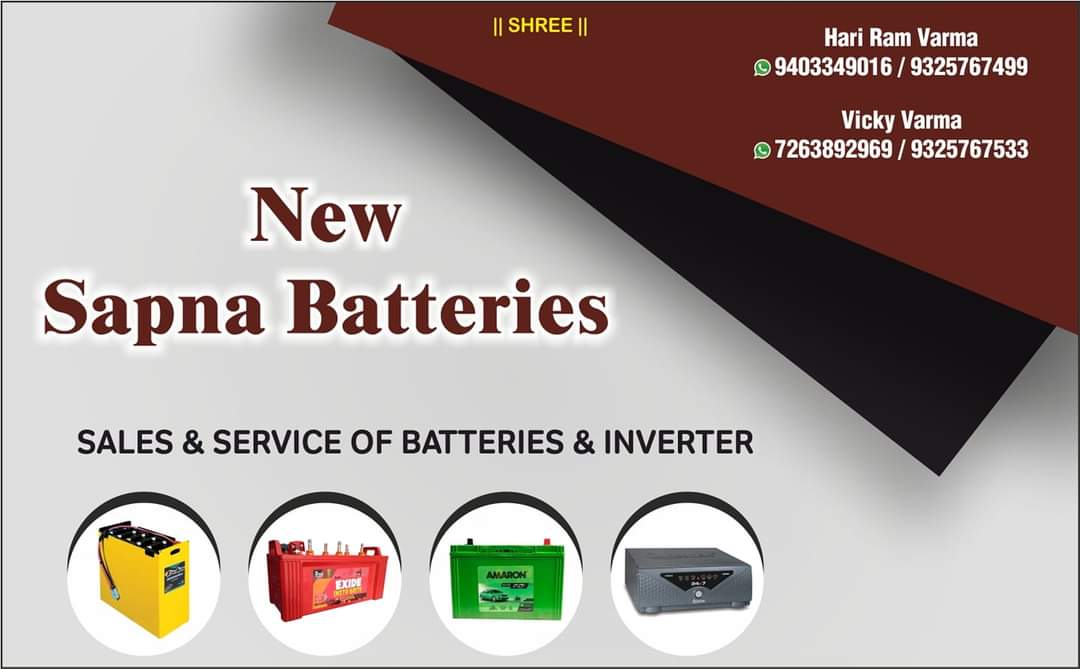 || SHREE ||
Hari Ram Varma
9403349016 / 9325767499
Vicky Varma
7263892969 / 9325767533
New
Sapna Batteries
SALES & SERVICE OF BATTERIES & INVERTER
EXIDE
AMARON
24x7